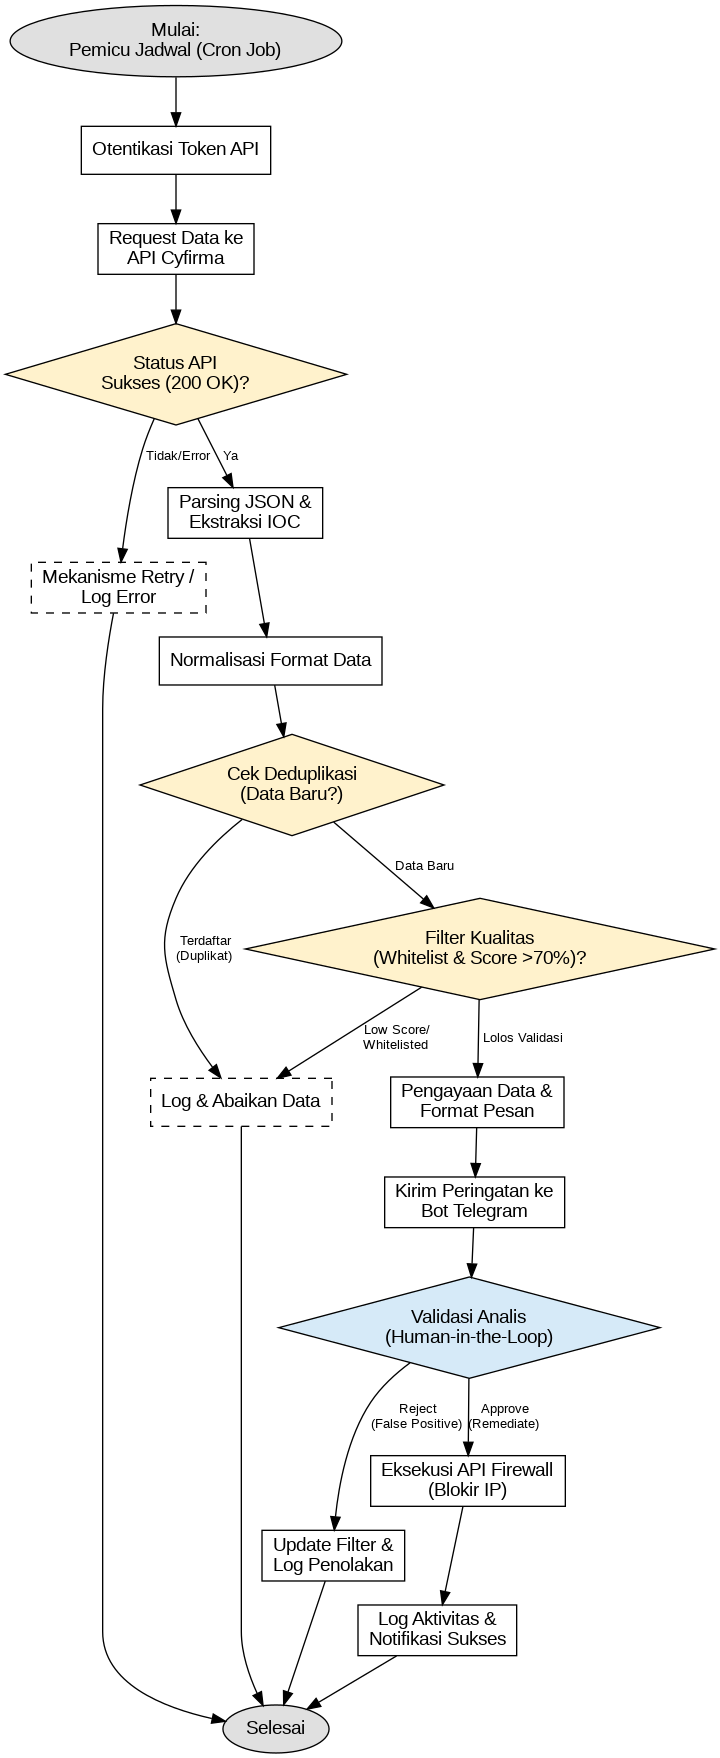 Mulai:
Pemicu Jadwal (Cron Job)
Otentikasi Token API
Request Data ke
API Cyfirma
Status API
Sukses (200 OK)?
Tidak/Error
Ya
Parsing JSON &
Ekstraksi IOC
Mekanisme Retry /
Log Error
Normalisasi Format Data
Cek Deduplikasi
(Data Baru?)
Data Baru
Terdaftar
(Duplikat)
Filter Kualitas
(Whitelist & Score >70%)?
Low Score/
Whitelisted
Lolos Validasi
Log & Abaikan Data
Pengayaan Data &
Format Pesan
Kirim Peringatan ke
Bot Telegram
Validasi Analis
(Human-in-the-Loop)
Reject
(False Positive)
Approve
(Remediate)
Eksekusi API Firewall
(Blokir IP)
Update Filter &
Log Penolakan
Log Aktivitas &
Notifikasi Sukses
Selesai